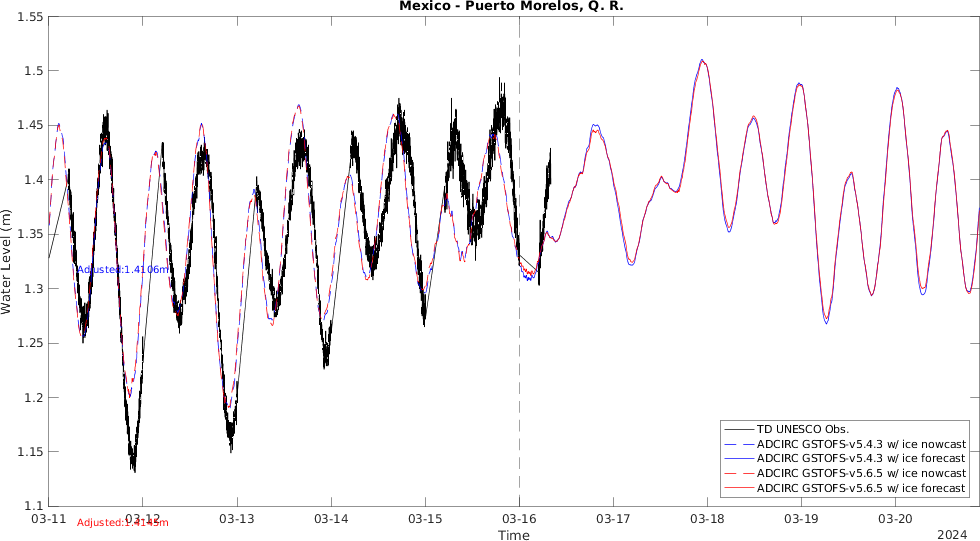 Mexico - Puerto Morelos, Q. R.
1.55
1.5
1.45
1.4
1.35
1.3
1.25
1.2
1.15
1.1
Water Level (m)
Adjusted:1.4106m
Adjusted:1.4145m
TD UNESCO Obs.
ADCIRC GSTOFS-v5.4.3 w/ ice nowcast
ADCIRC GSTOFS-v5.4.3 w/ ice forecast
ADCIRC GSTOFS-v5.6.5 w/ ice nowcast
ADCIRC GSTOFS-v5.6.5 w/ ice forecast
03-11 03-12 03-13 03-14 03-15 03-16 03-17 03-18 03-19 03-20
Time
2024